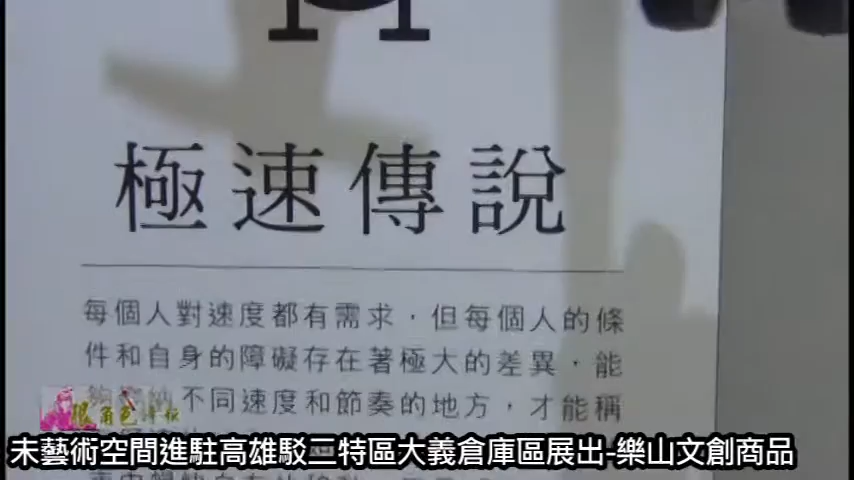 極速傳說
每個人對速度都有需求，但每個人的條
件和自身的障礙存在著極大的差異，能
不同速度和節奏的地方，才能稱
未藝術空間進駐高雄駁二特區大義倉庫區展出-樂山文創商品